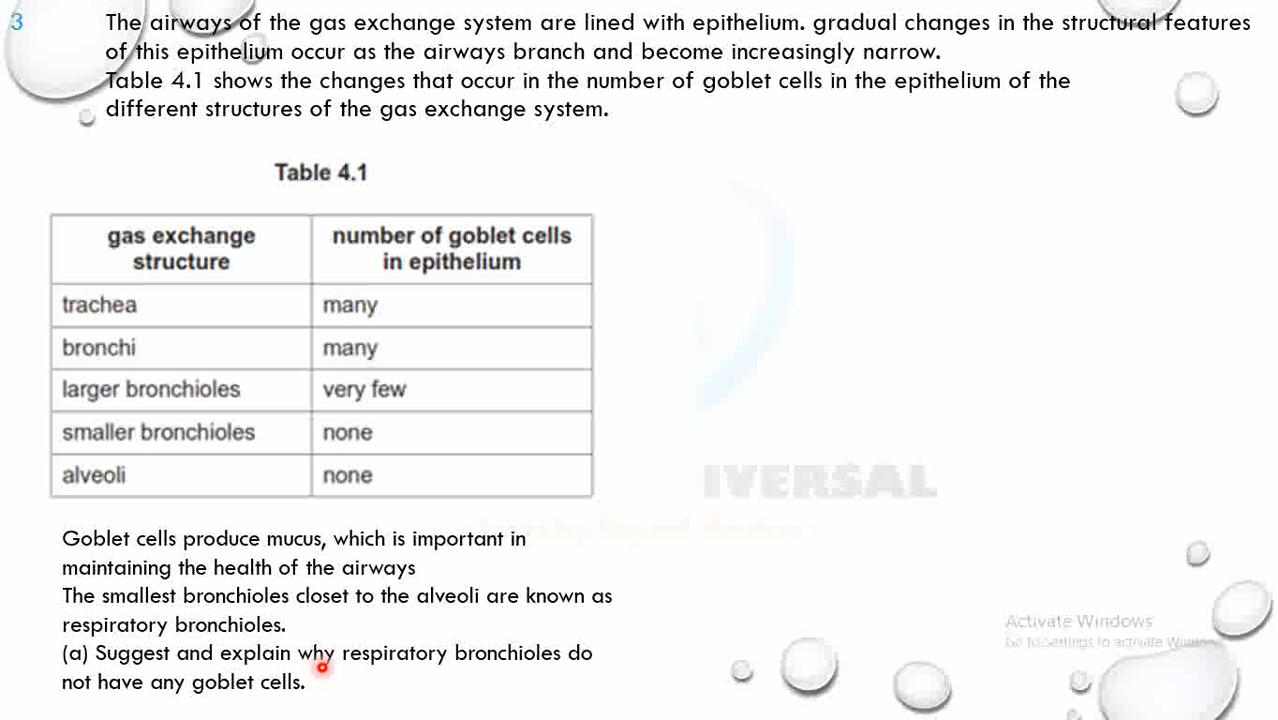 3
The airways of the gas exchange system are lined with epithelium. gradual changes in the structural features
of this epithelium occur as the airways branch and become increasingly narrow.
Table 4.1 shows the changes that occur in the number of goblet cells in the epithelium of the
different structures of the gas exchange system.
Table 4.1
gas exchange structure number of goblet cells in epithelium
trachea many
bronchi many
larger bronchioles very few
smaller bronchioles none
alveoli none
Goblet cells produce mucus, which is important in
maintaining the health of the airways
The smallest bronchioles closet to the alveoli are known as
respiratory bronchioles.
(a) Suggest and explain why respiratory bronchioles do
not have any goblet cells.
IVERSAL
Activate Windows
Go to Settings to activate